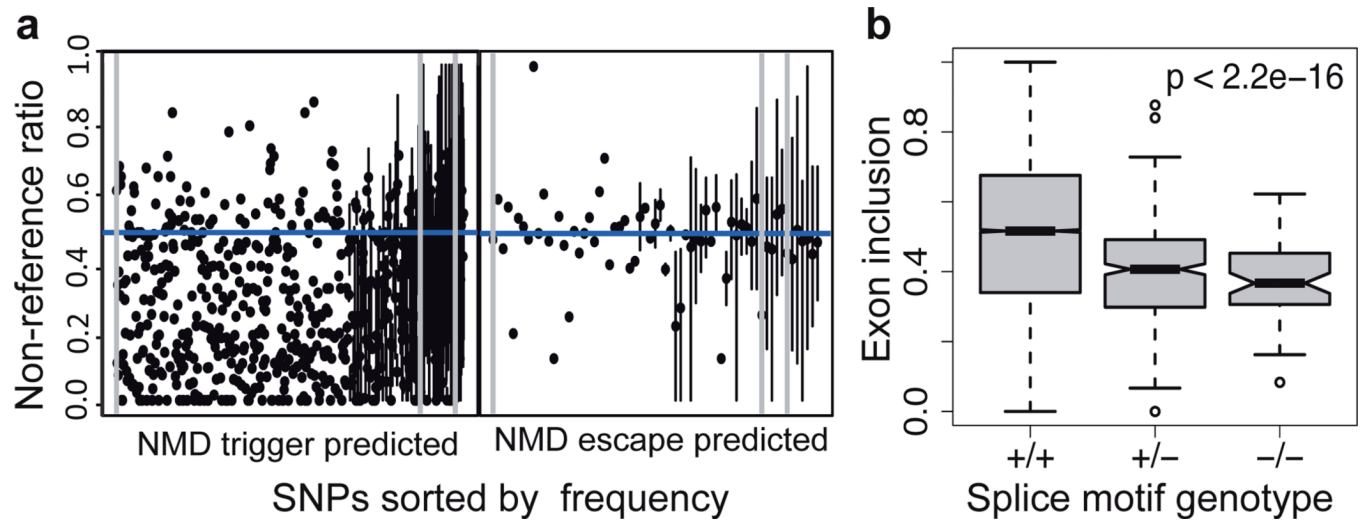 a
Non-reference ratio
1.0
0.8
0.6
0.4
0.2
0.0
NMD trigger predicted
NMD escape predicted
SNPs sorted by frequency
b
p < 2.2e−16
Exon inclusion
0.8
0.4
0.0
+/+
+/−
−/−
Splice motif genotype